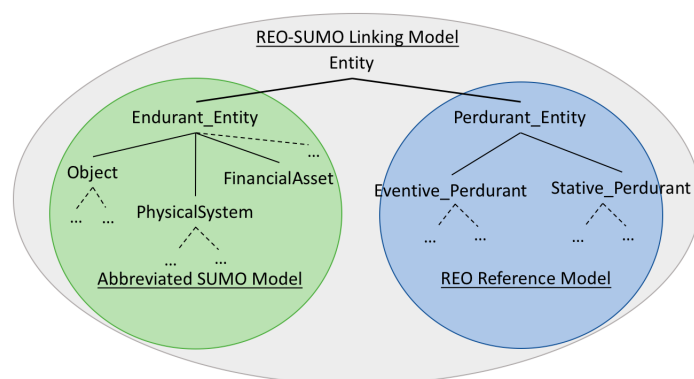 REO-SUMO Linking Model
Entity
Endurant_Entity
Perdurant_Entity
...
Object
FinancialAsset
Eventive_Perdurant
Stative_Perdurant
... ...
PhysicalSystem
... ...
... ...
... ...
Abbreviated SUMO Model
REO Reference Model